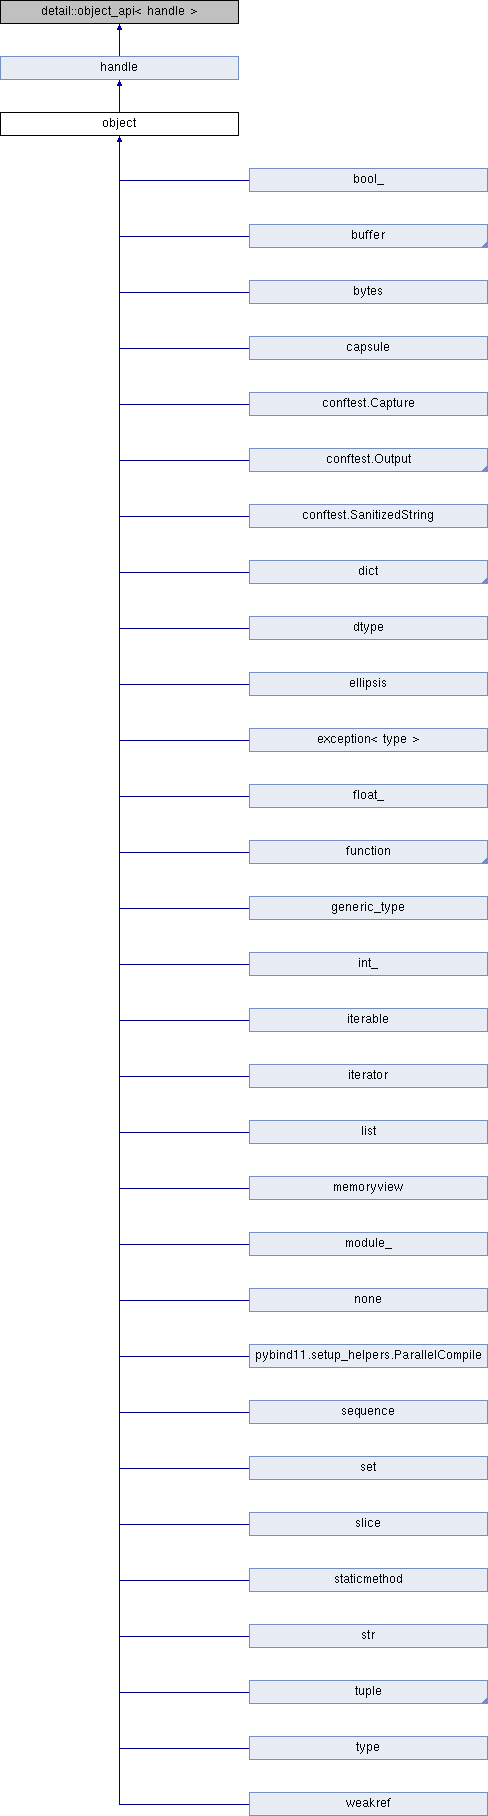 detail::object_api< handle >
handle
object
bool_
buffer
bytes
capsule
conftest.Capture
conftest.Output
conftest.SanitizedString
dict
dtype
ellipsis
exception< type >
float_
function
generic_type
int_
iterable
iterator
list
memoryview
module_
none
pybind11.setup_helpers.ParallelCompile
sequence
set
slice
staticmethod
str
tuple
type
weakref